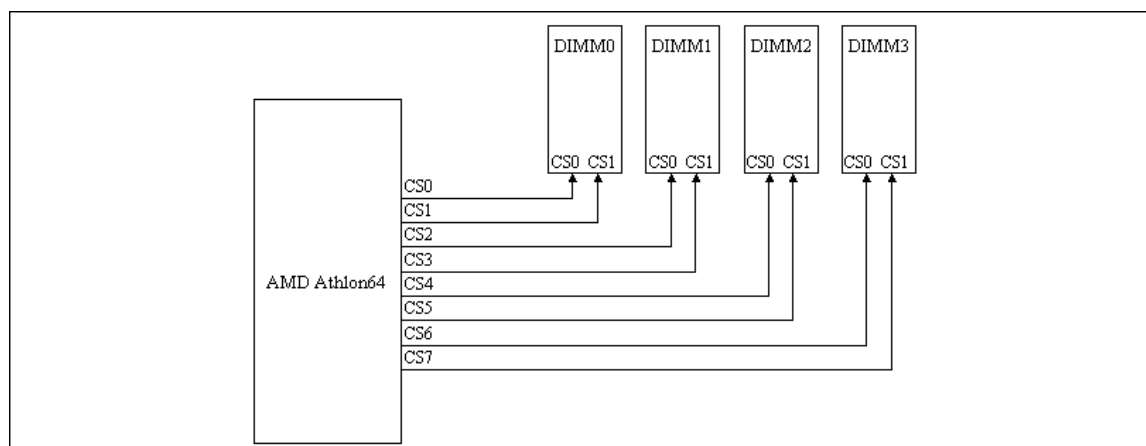 DIMM0 DIMM1 DIMM2 DIMM3
CS0 CS1 CS0 CS1 CS0 CS1 CS0 CS1
CS0
CS1
CS2
CS3
AMD Athlon64
CS4
CS5
CS6
CS7